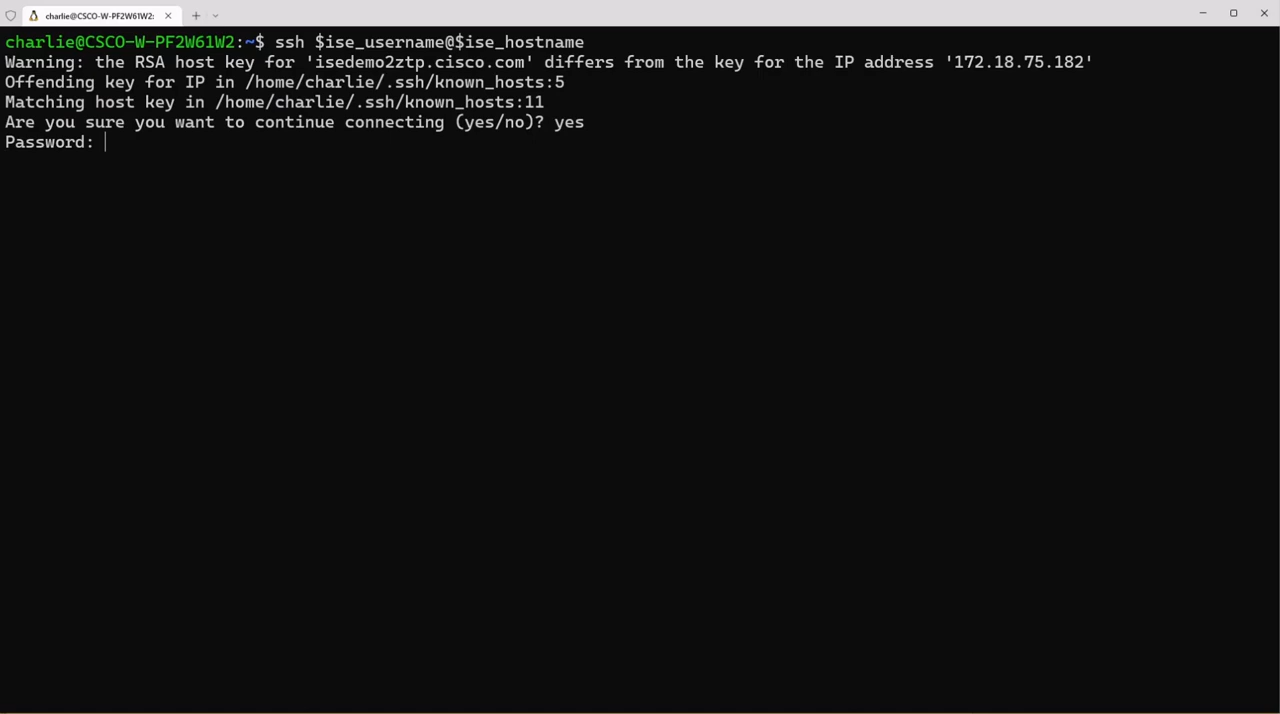 charlie@CSCO-W-PF2W61W2:
charlie@CSCO-W-PF2W61W2:~$ ssh $ise_username@$ise_hostname
Warning: the RSA host key for 'isedemo2ztp.cisco.com' differs from the key for the IP address '172.18.75.182'
Offending key for IP in /home/charlie/.ssh/known_hosts:5
Matching host key in /home/charlie/.ssh/known_hosts:11
Are you sure you want to continue connecting (yes/no)? yes
Password: